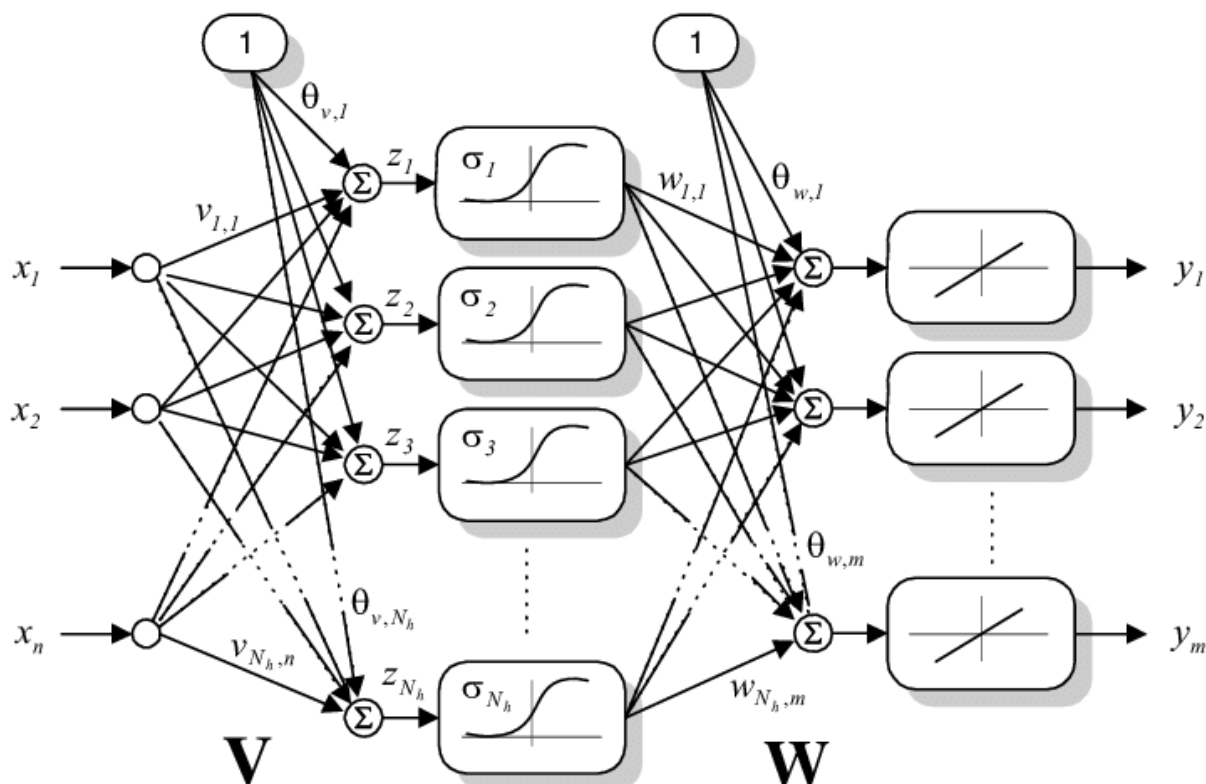 1 1
θv,1
z1 σ1 w1,1 θw,1
v1,1
x1 Σ Σ y1
z2 σ2
Σ
x2 Σ y2
z3 σ3
Σ
θw,m
θv,Nh
xn Σ ym
vNh,n
zNh σNh wNh,m
Σ
V W